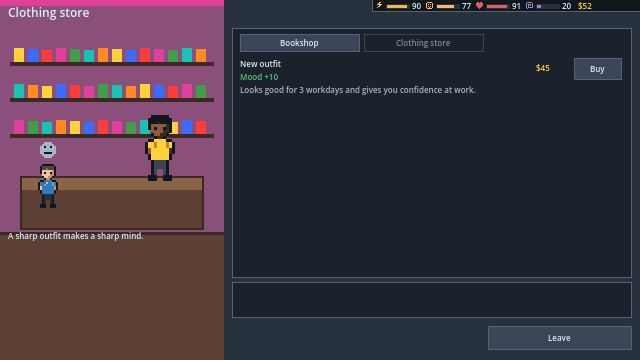 Clothing store
90 77 91 20 $52
Bookshop Clothing store
New outfit
Mood +10
$45 Buy
Looks good for 3 workdays and gives you confidence at work.
A sharp outfit makes a sharp mind.
Leave